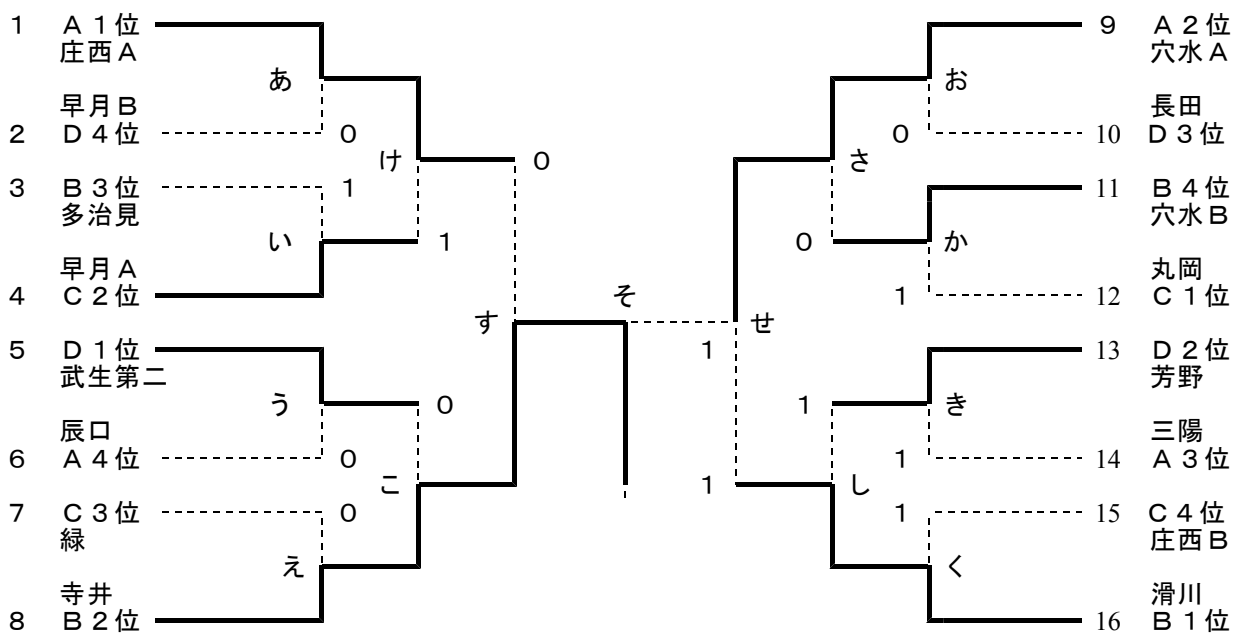 1 A1位
庄西A
あ
早月B
2 D4位 0
け 0
3 B3位 1
多治見
い 1
早月A
4 C2位
す
5 D1位
武生第二
う 0
辰口
6 A4位 0
こ
7 C3位 0
緑
え
寺井
8 B2位
そ
9 A2位
穴水A
お
長田
0 10 D3位
さ
11 B4位
穴水B
0 か
丸岡
1 12 C1位
せ
1
13 D2位
芳野
1 き
三陽
1 14 A3位
1 し
1 15 C4位
庄西B
く
滑川
16 B1位